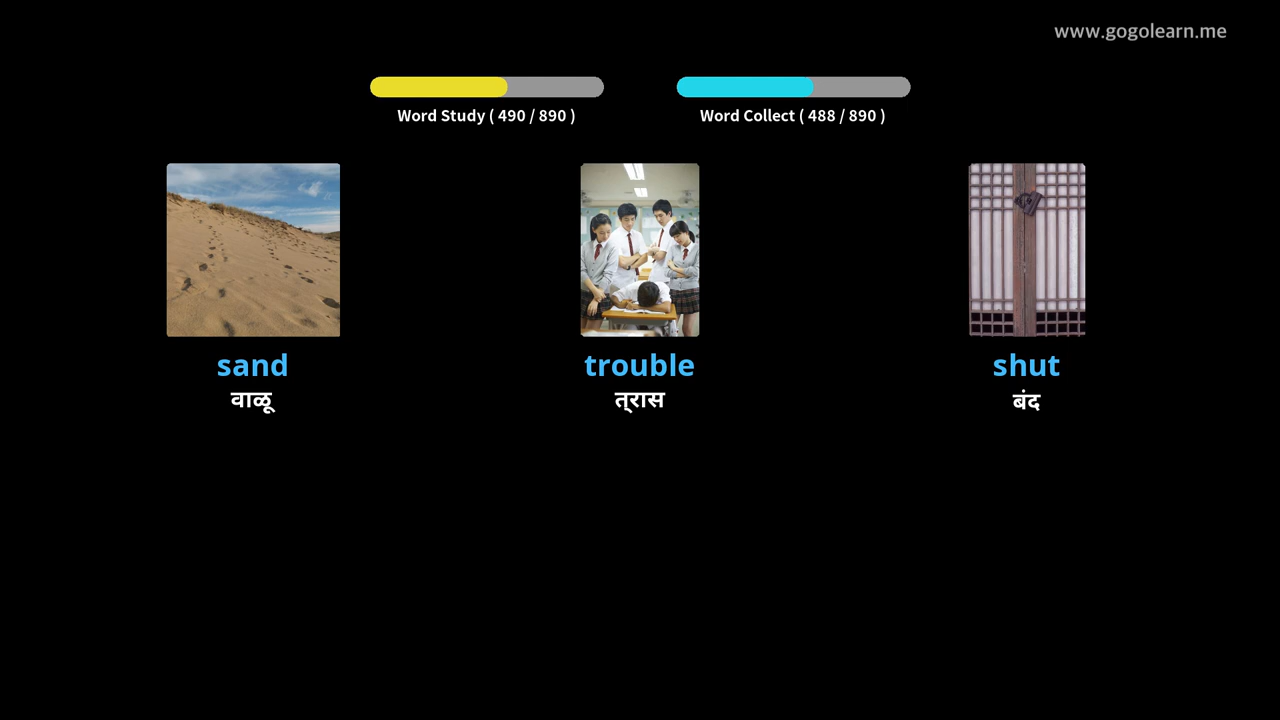 www.gogolearn.me
Word Study ( 490 / 890 )
Word Collect ( 488 / 890 )
sand
वाळू
trouble
त्रास
shut
बंद